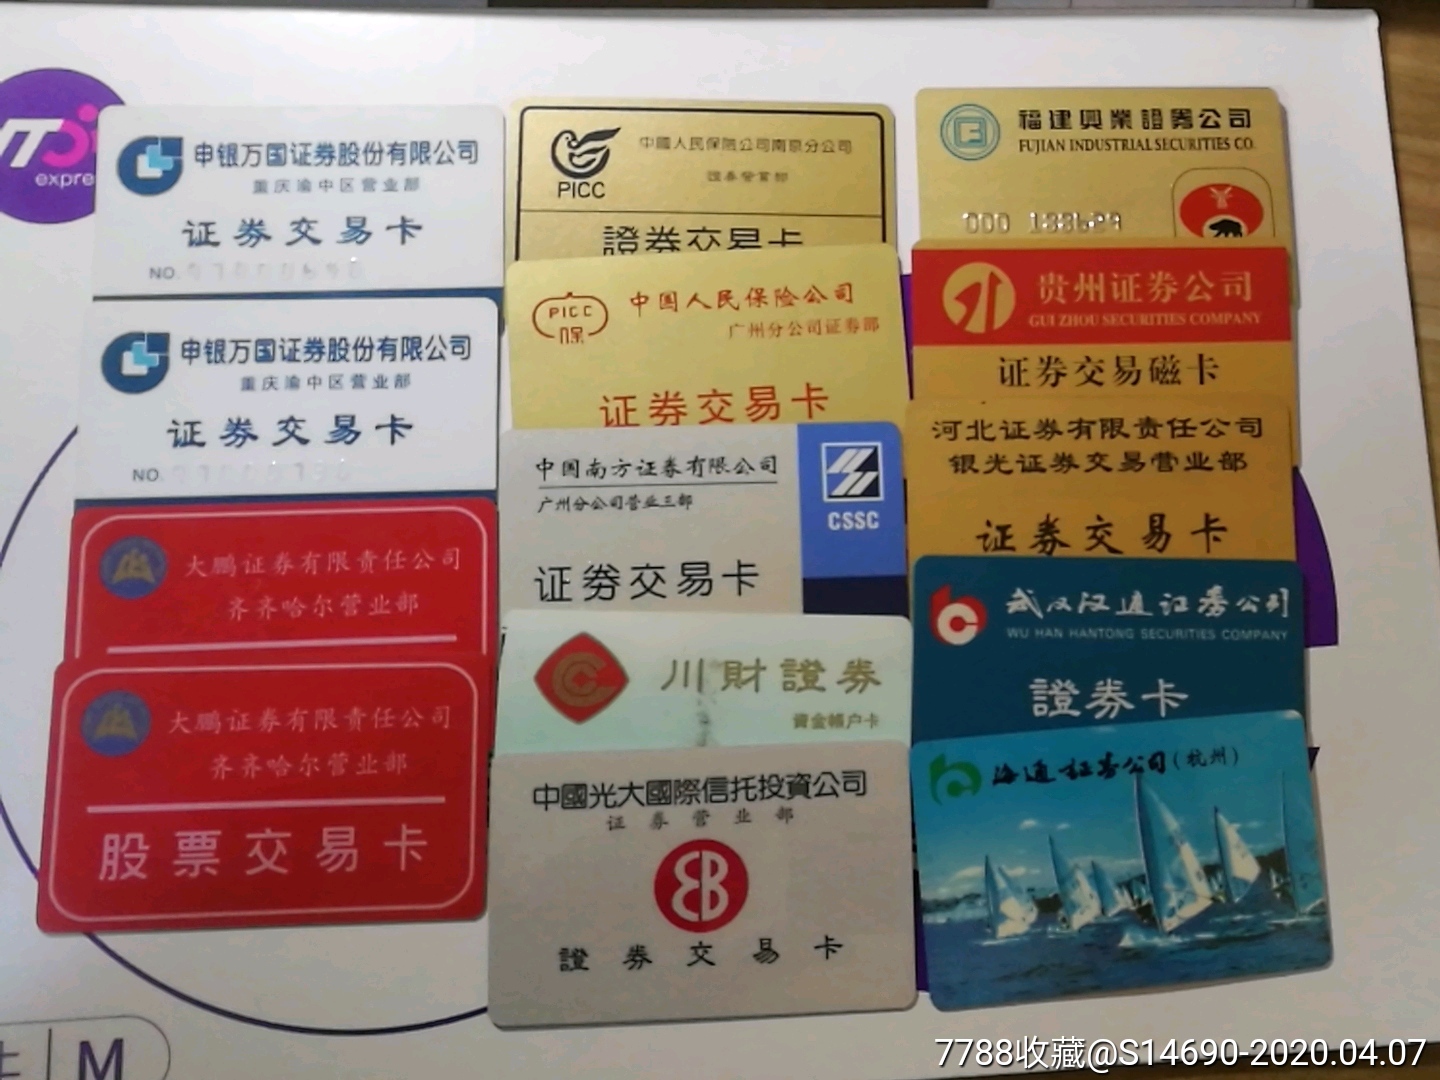 expre
申银万国证券股份有限公司
重庆渝中区营业部
证券交易卡
NO.
申银万国证券股份有限公司
重庆渝中区营业部
证券交易卡
NO.
大鹏证券有限责任公司
齐齐哈尔营业部
大鹏证券有限责任公司
齐齐哈尔营业部
股票交易卡
PICC
中國人民保險公司南京分公司
證券營業部
證券交易卡
PICC
保
中国人民保险公司
广州分公司证券部
证券交易卡
中国南方证券有限公司
广州分公司营业三部
CSSC
证券交易卡
川財證券
資金帳户卡
中國光大國際信托投資公司
证券营业部
證券交易卡
福建興業證券公司
FUJIAN INDUSTRIAL SECURITIES CO.
贵州证券公司
GUI ZHOU SECURITIES COMPANY
证券交易磁卡
河北证券有限责任公司
银光证券交易营业部
证券交易卡
武汉汉通证券公司
WU HAN HANTONG SECURITIES COMPANY
證券卡
海通证券公司(杭州)
M
7788收藏@S14690-2020.04.07